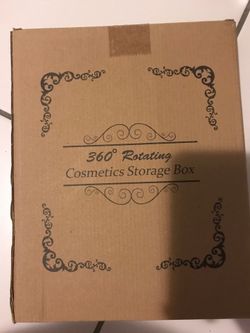 360° Rotating
Cosmetics Storage Box